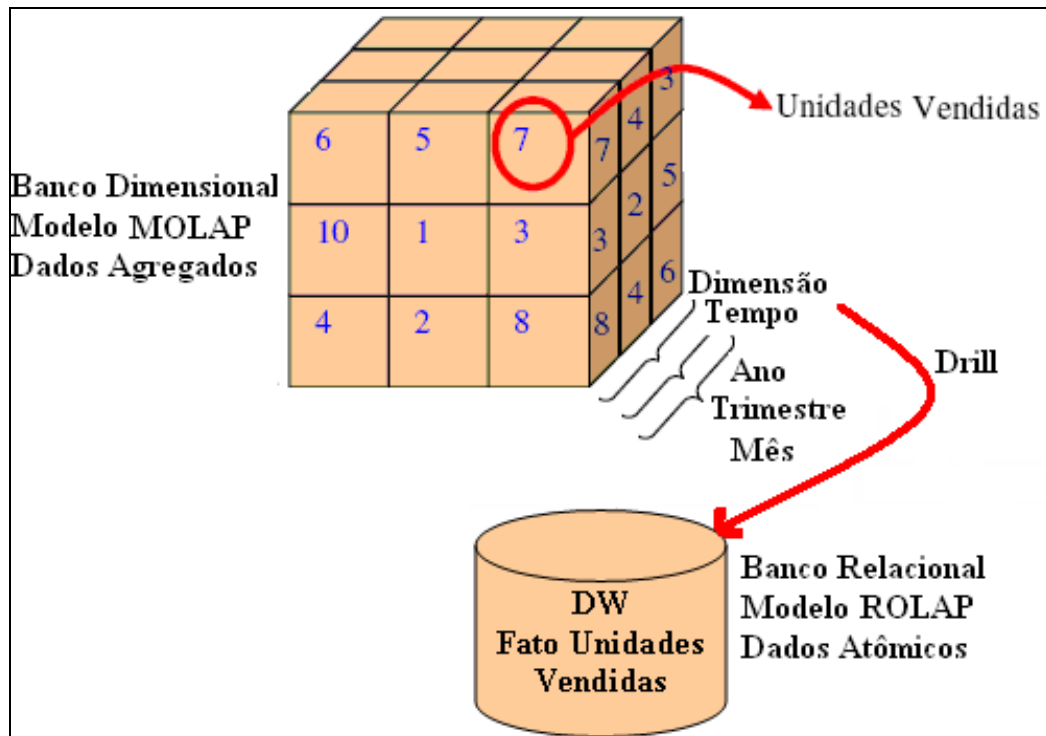 6 5 7
10 1 3
4 2 8
7 4 3
3 2 5
8 4 6
Unidades Vendidas
Banco Dimensional
Modelo MOLAP
Dados Agregados
Dimensão
Tempo
Ano
Trimestre
Mês
Drill
DW
Fato Unidades
Vendidas
Banco Relacional
Modelo ROLAP
Dados Atômicos